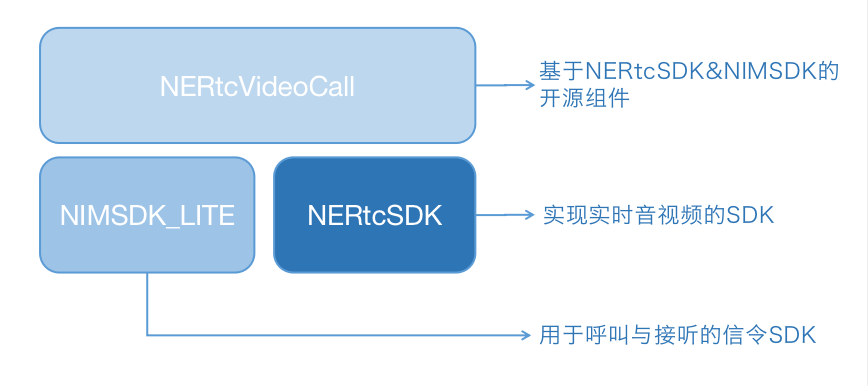 NERtcVideoCall
基于NERtcSDK&NIMSDK的
开源组件
NIMSDK_LITE
NERtcSDK
实现实时音视频的SDK
用于呼叫与接听的信令SDK